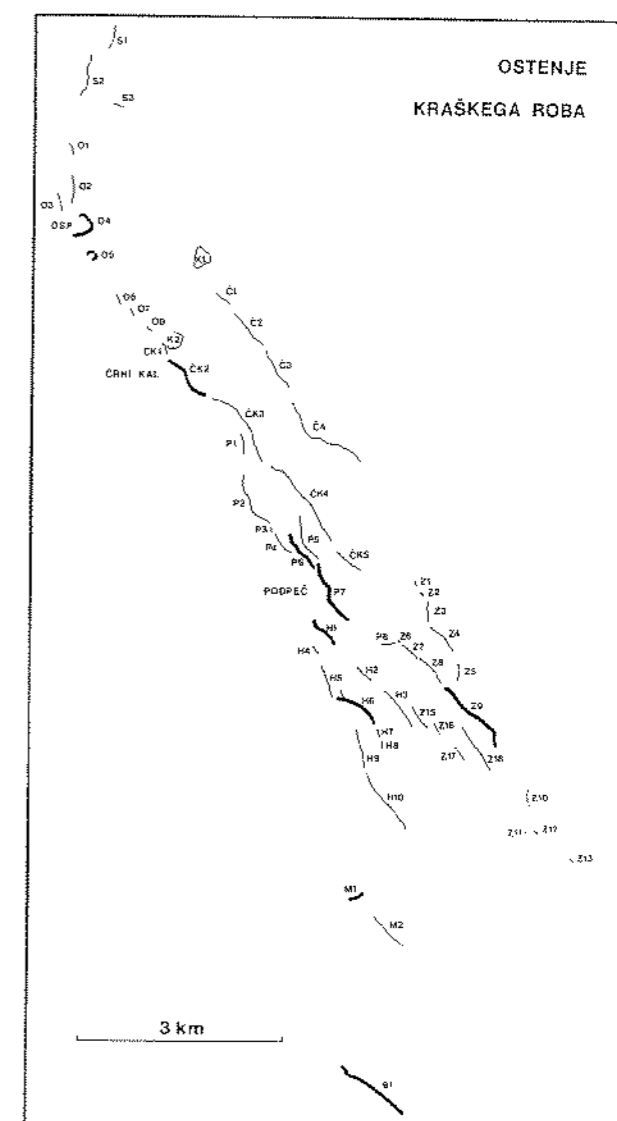 OSTENJE
KRAŠKEGA ROBA
S1
S2
S3
O1
O2
O3
OSP
O4
O5
K1
O6
O7
O8
K2
ČK1
Č1
Č2
Č3
Č4
ČRNI KAL
ČK2
ČK3
P1
ČK4
P2
P3
P4
P5
P6
ČK5
PODPEČ
P7
Z1
Z2
Z3
Z4
H1
P8
Z6
Z7
Z8
Z5
H4
H2
H5
H6
H3
Z9
Z15
Z16
H7
H8
H9
Z17
Z18
H10
Z10
Z11
Z12
Z13
M1
M2
3 km